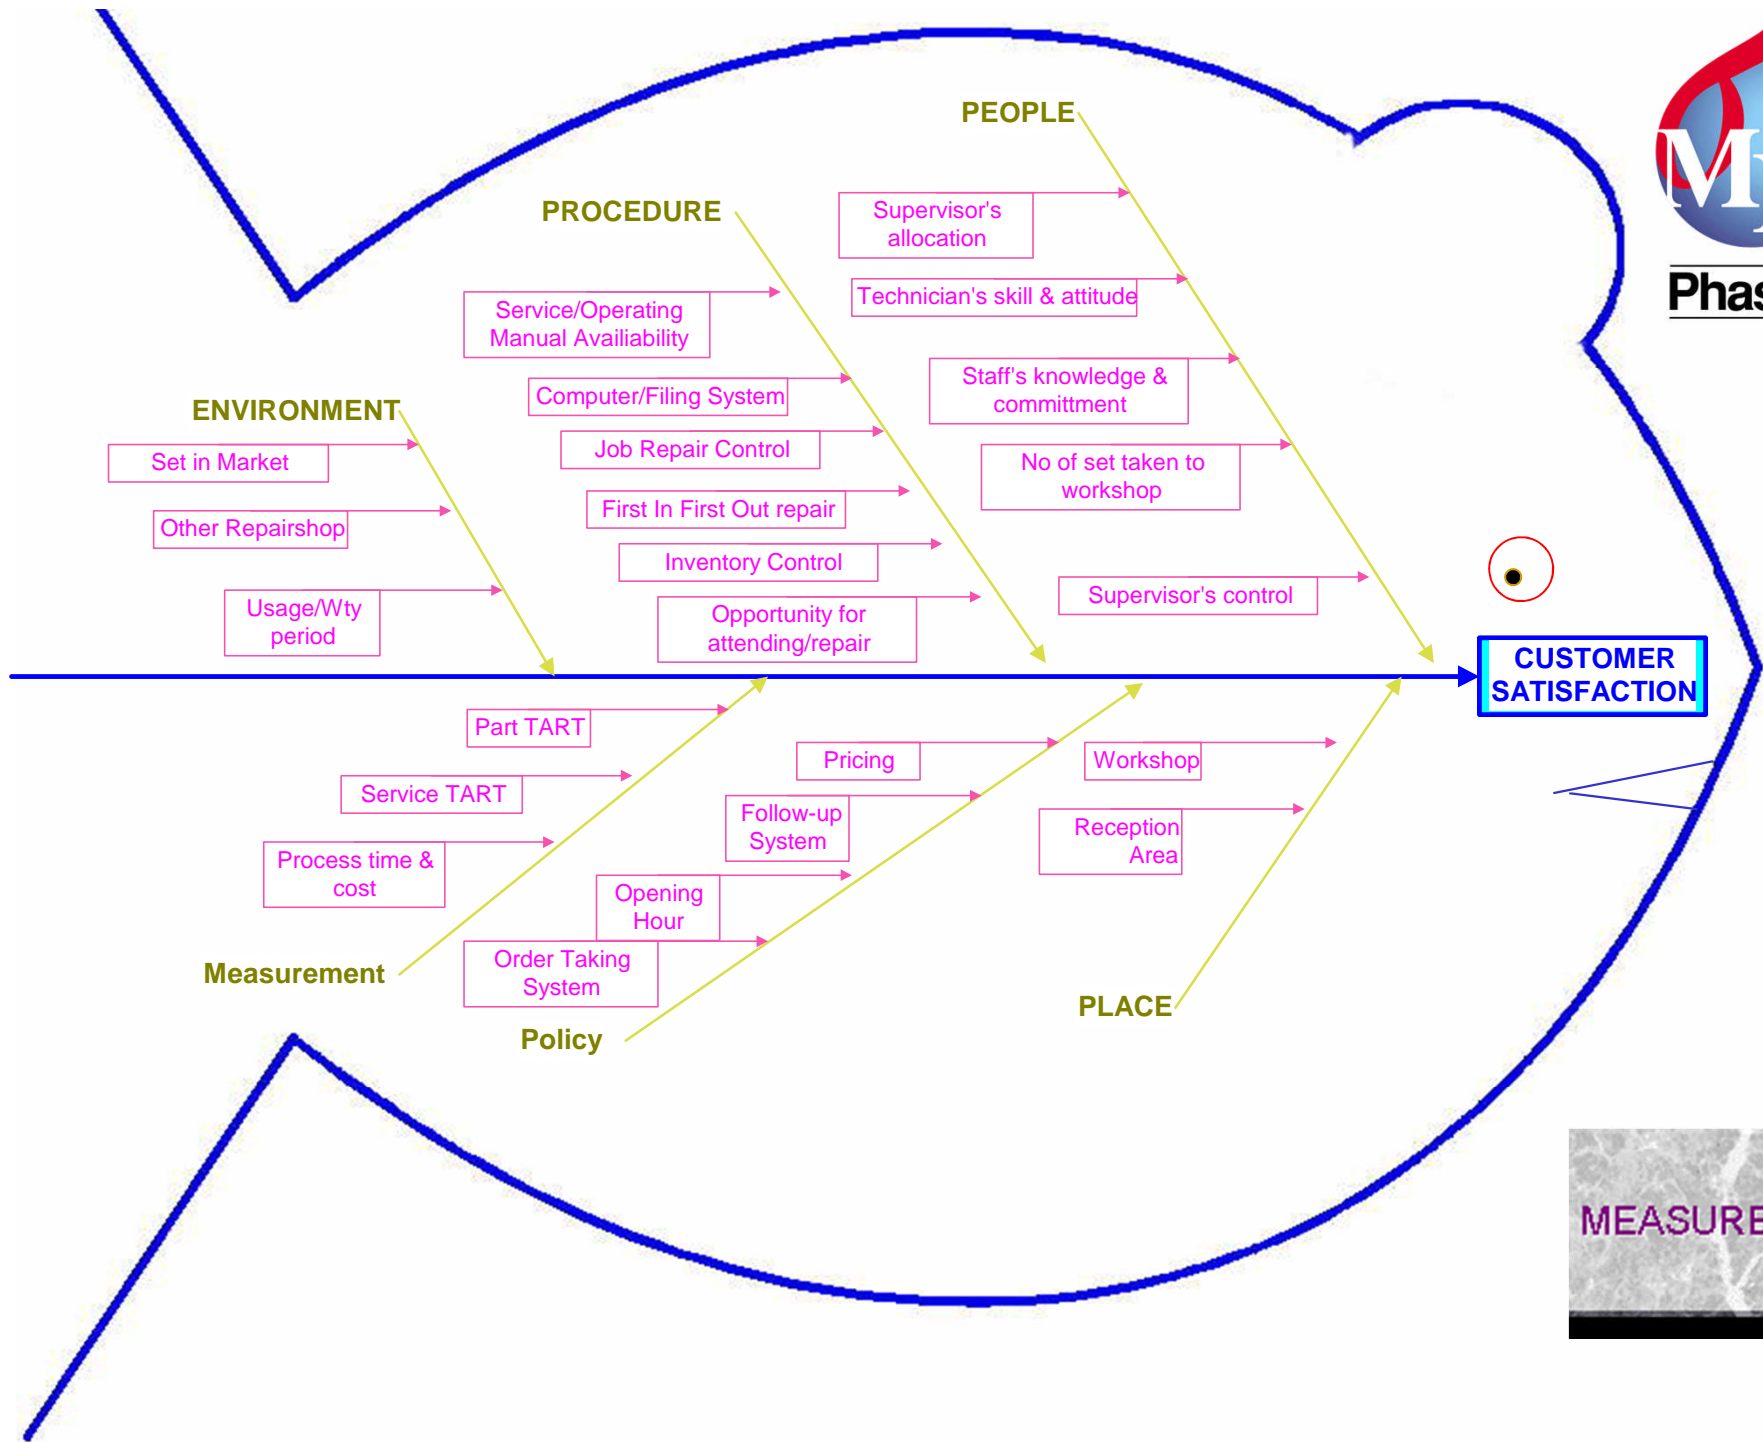 PEOPLE
Supervisor's
allocation
Technician's skill & attitude
Staff's knowledge &
committment
No of set taken to
workshop
Supervisor's control
PROCEDURE
Service/Operating
Manual Availiability
Computer/Filing System
Job Repair Control
First In First Out repair
Inventory Control
Opportunity for
attending/repair
ENVIRONMENT
Set in Market
Other Repairshop
Usage/Wty
period
CUSTOMER
SATISFACTION
Part TART
Service TART
Process time &
cost
Measurement
Pricing
Follow-up
System
Opening
Hour
Order Taking
System
Policy
Workshop
Reception
Area
PLACE
Phas
MEASURE